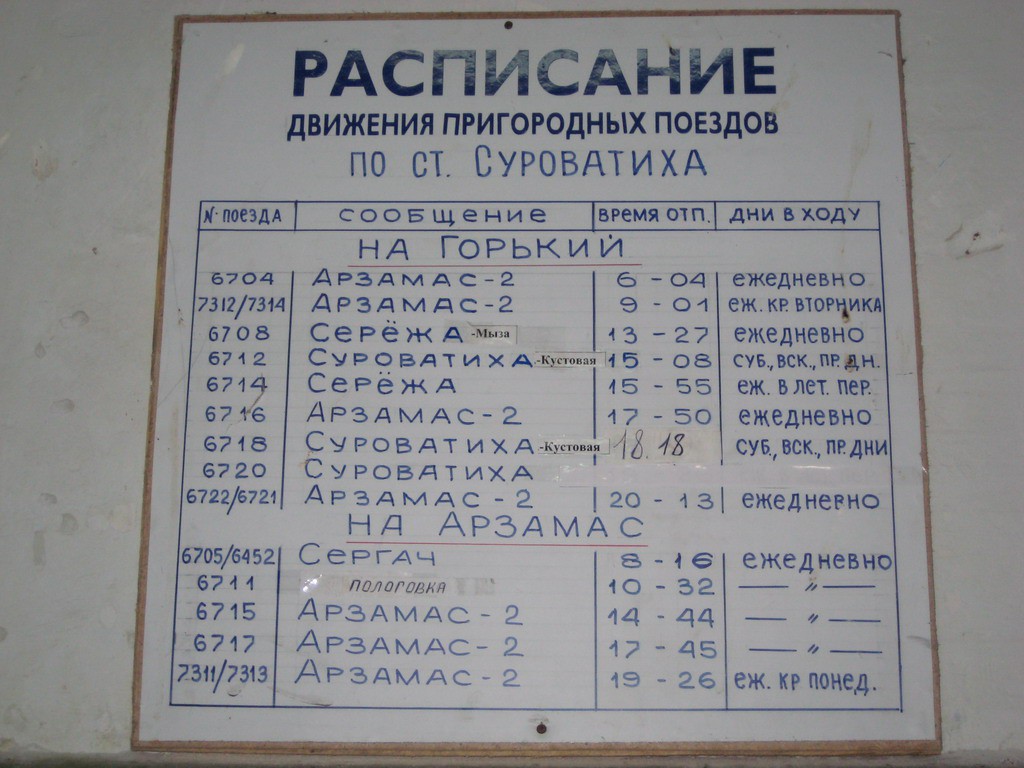 РАСПИСАНИЕ
ДВИЖЕНИЯ ПРИГОРОДНЫХ ПОЕЗДОВ
ПО СТ. СУРОВАТИХА
№ ПОЕЗДА СООБЩЕНИЕ ВРЕМЯ ОТП. ДНИ В ХОДУ
НА ГОРЬКИЙ
6704 АРЗАМАС-2 6 - 04 ЕЖЕДНЕВНО
7312/7314 АРЗАМАС-2 9 - 01 ЕЖ. КР. ВТОРНИКА
6708 СЕРЁЖА -Мыза 13 - 27 ЕЖЕДНЕВНО
6712 СУРОВАТИХА -Кустовая 15 - 08 СУБ., ВСК., ПР. ДН.
6714 СЕРЁЖА 15 - 55 ЕЖ. В ЛЕТ. ПЕР.
6716 АРЗАМАС-2 17 - 50 ЕЖЕДНЕВНО
6718 СУРОВАТИХА -Кустовая 18.18 СУБ., ВСК., ПР. ДНИ
6720 СУРОВАТИХА
6722/6721 АРЗАМАС-2 20 - 13 ЕЖЕДНЕВНО
НА АРЗАМАС
6705/6452 СЕРГАЧ 8 - 16 ЕЖЕДНЕВНО
6711 ПОЛОГОВКА 10 - 32 — " —
6715 АРЗАМАС-2 14 - 44 — " —
6717 АРЗАМАС-2 17 - 45 — " —
7311/7313 АРЗАМАС-2 19 - 26 ЕЖ. КР ПОНЕД.